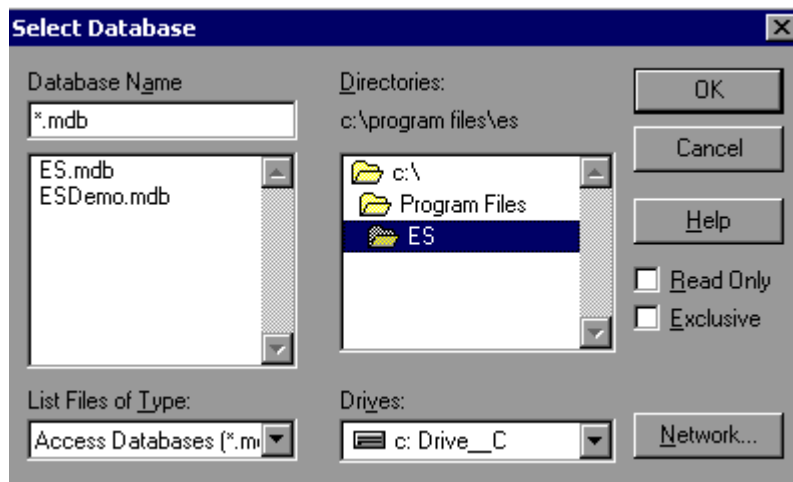 Select Database
Database Name
*.mdb
ES.mdb
ESDemo.mdb
List Files of Type:
Access Databases (*.m
Directories:
c:\program files\es
c:\
Program Files
ES
Drives:
c: Drive__C
OK
Cancel
Help
Read Only
Exclusive
Network...